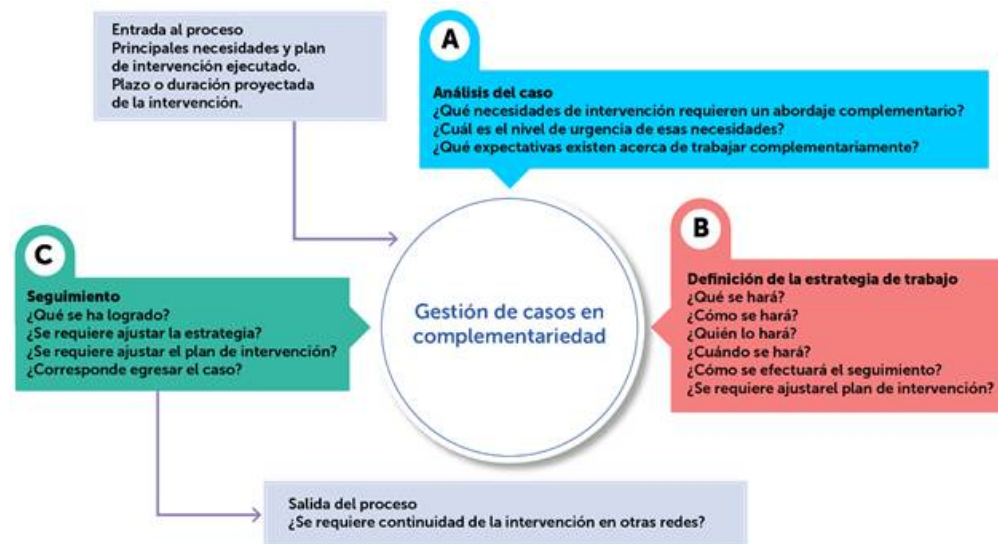 Entrada al proceso
Principales necesidades y plan
de intervención ejecutado.
Plazo o duración proyectada
de la intervención.
A
Análisis del caso
¿Qué necesidades de intervención requieren un abordaje complementario?
¿Cuál es el nivel de urgencia de esas necesidades?
¿Qué expectativas existen acerca de trabajar complementariamente?
B
Definición de la estrategia de trabajo
¿Qué se hará?
¿Cómo se hará?
¿Quién lo hará?
¿Cuándo se hará?
¿Cómo se efectuará el seguimiento?
¿Se requiere ajustarel plan de intervención?
C
Seguimiento
¿Qué se ha logrado?
¿Se requiere ajustar la estrategia?
¿Se requiere ajustar el plan de intervención?
¿Corresponde egresar el caso?
Gestión de casos en
complementariedad
Salida del proceso
¿Se requiere continuidad de la intervención en otras redes?